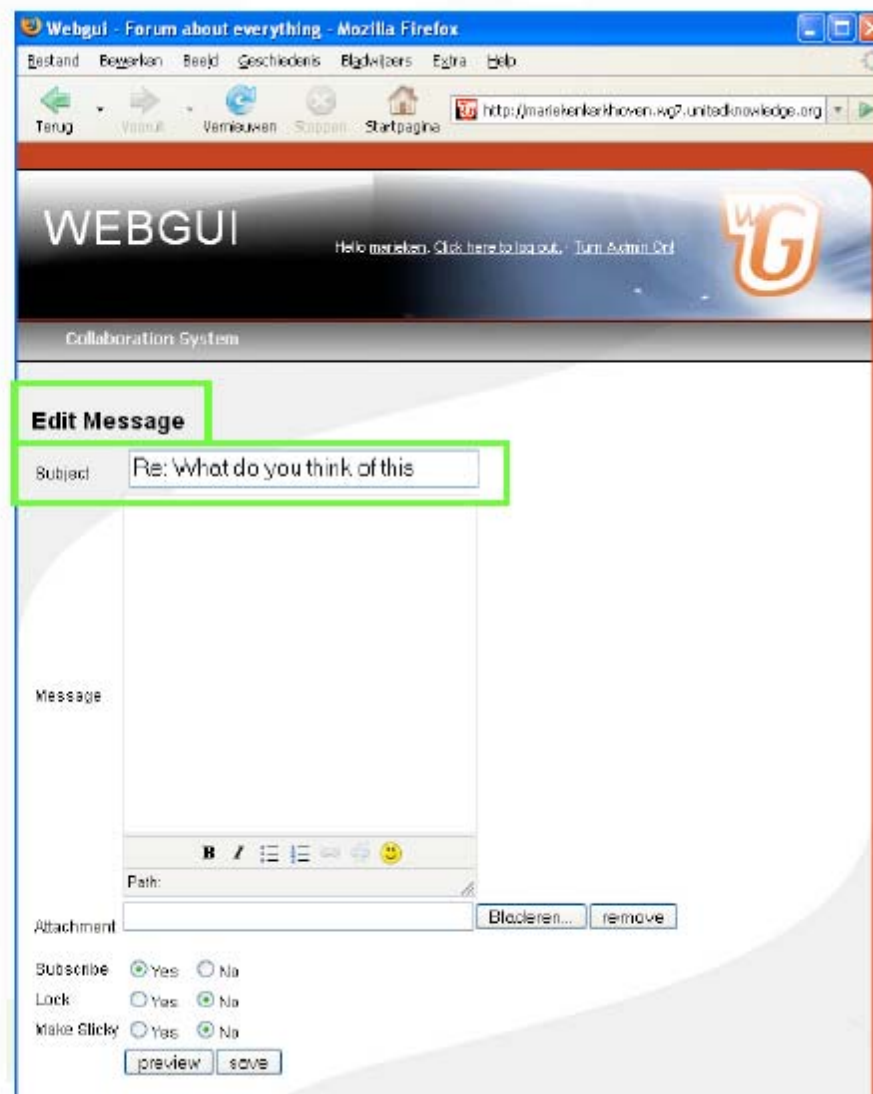 Webgui - Forum about everything - Mozilla Firefox
Bestand Bewerken Beeld Geschiedenis Bladwijzers Extra Help
Terug Vooruit Vernieuwen Stoppen Startpagina http://mariekenkerkhoven.wg7.unitedknowledge.org
WEBGUI
Hello marieken. Click here to log out. · Turn Admin On!
WG
Collaboration System
Edit Message
Subject Re: What do you think of this
Message
B I
Path:
Attachment Bladeren... remove
Subscribe Yes No
Lock Yes No
Make Sticky Yes No
preview save